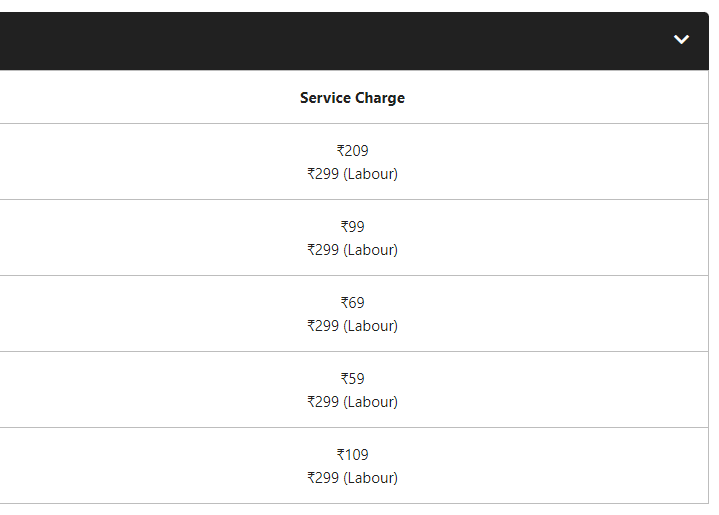 Service Charge
₹209
₹299 (Labour)
₹99
₹299 (Labour)
₹69
₹299 (Labour)
₹59
₹299 (Labour)
₹109
₹299 (Labour)